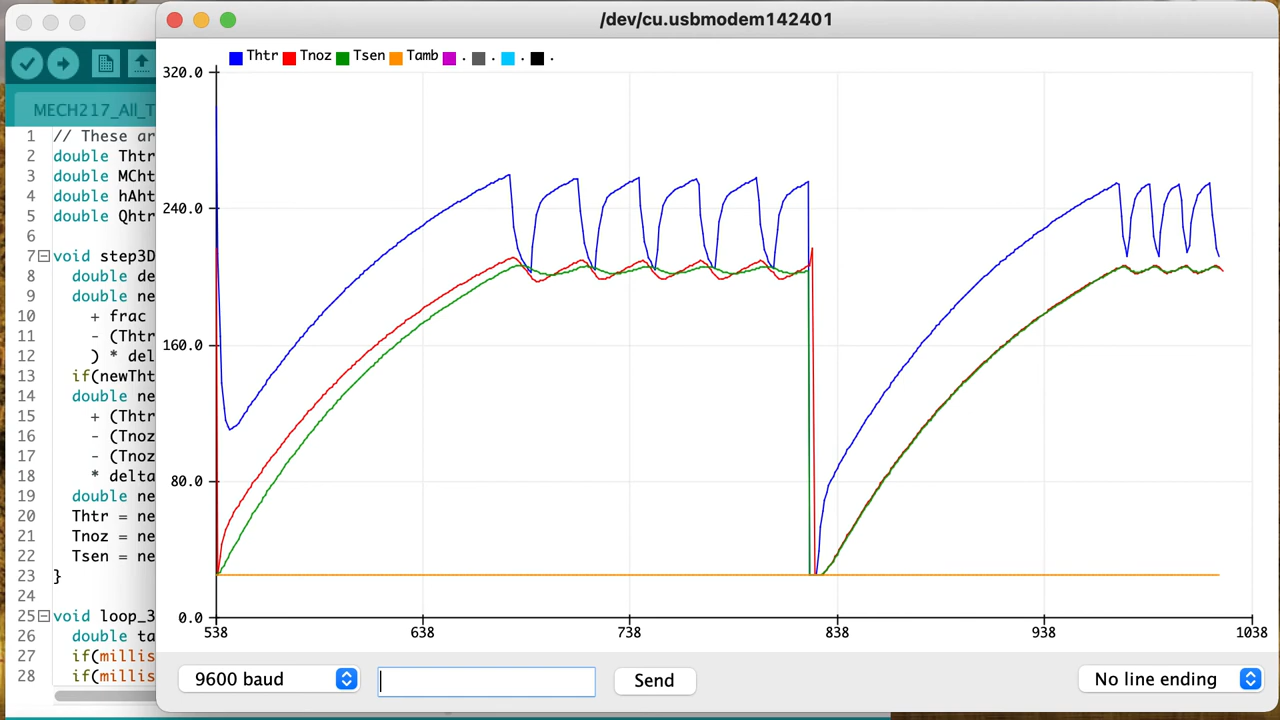 /dev/cu.usbmodem142401
Thtr Tnoz Tsen Tamb . . . .
320.0
240.0
160.0
80.0
0.0
538 638 738 838 938 1038
9600 baud Send No line ending
MECH217_All_T
1 // These ar
2 double Thtr
3 double MCht
4 double hAht
5 double Qhtr
6
7 void step3D
8 double de
9 double ne
10 + frac
11 - (Thtr
12 ) * del
13 if(newTht
14 double ne
15 + (Thtr
16 - (Tnoz
17 - (Tnoz
18 * delta
19 double ne
20 Thtr = ne
21 Tnoz = ne
22 Tsen = ne
23 }
24
25 void loop_3
26 double ta
27 if(millis
28 if(millis